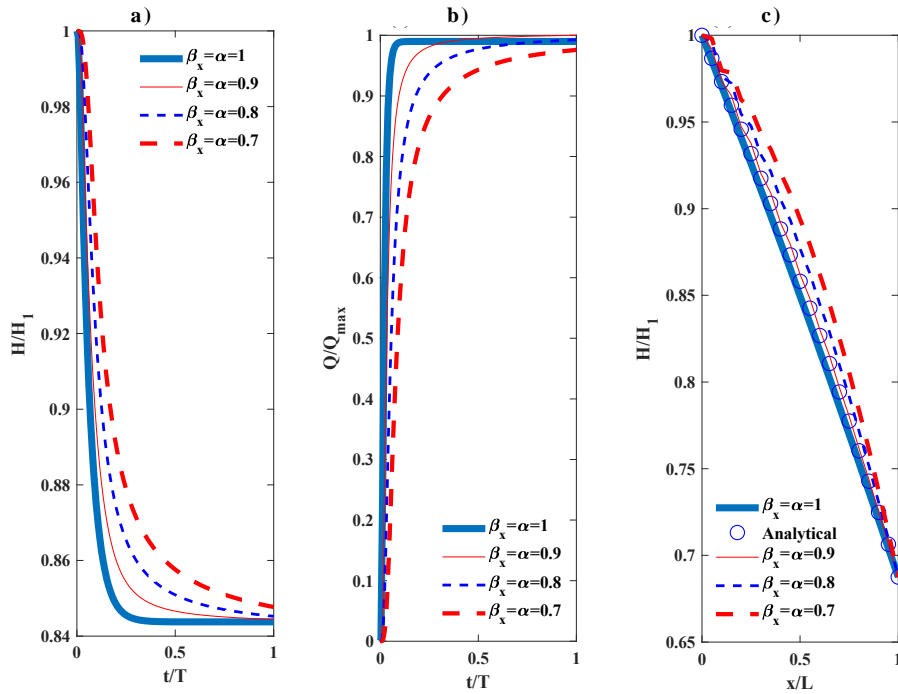 a)
1
0.98
0.96
0.94
0.92
0.9
0.88
0.86
0.84
H/H₁
0
0.5
1
t/T
βₓ=α=1
βₓ=α=0.9
βₓ=α=0.8
βₓ=α=0.7
b)
1
0.9
0.8
0.7
0.6
0.5
0.4
0.3
0.2
0.1
0
Q/Qₘₐₓ
0
0.5
1
t/T
βₓ=α=1
βₓ=α=0.9
βₓ=α=0.8
βₓ=α=0.7
c)
1
0.95
0.9
0.85
0.8
0.75
0.7
0.65
H/H₁
0
0.5
1
x/L
βₓ=α=1
Analytical
βₓ=α=0.9
βₓ=α=0.8
βₓ=α=0.7